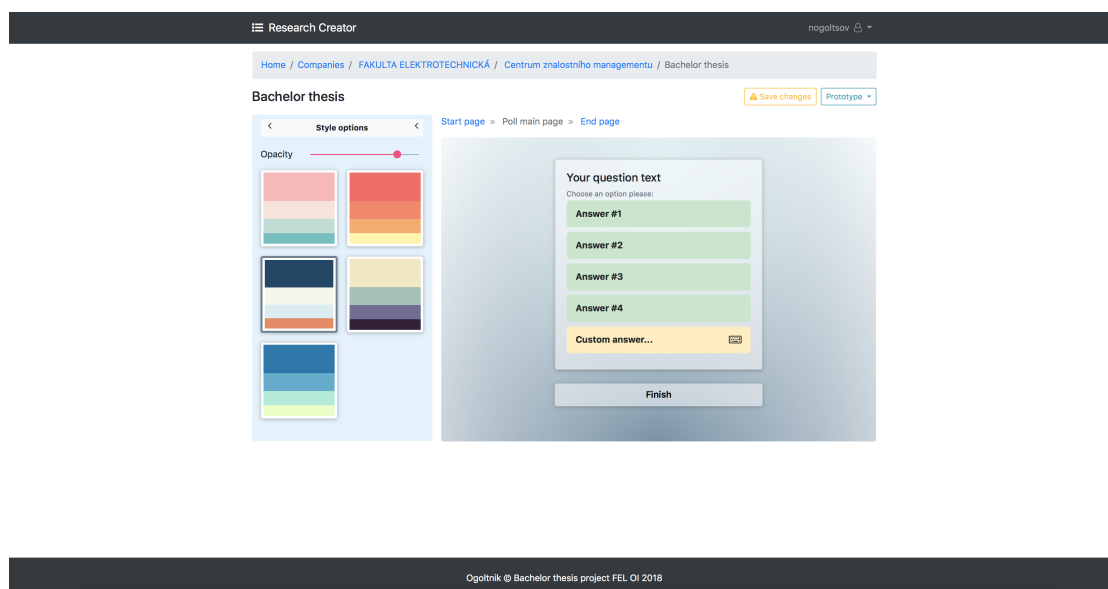 Research Creator
nogoltsov
Home / Companies / FAKULTA ELEKTROTECHNICKÁ / Centrum znalostního managementu / Bachelor thesis
Bachelor thesis
Save changes
Prototype
Style options
Start page » Poll main page » End page
Opacity
Your question text
Choose an option please:
Answer #1
Answer #2
Answer #3
Answer #4
Custom answer...
Finish
Ogoltnik © Bachelor thesis project FEL OI 2018